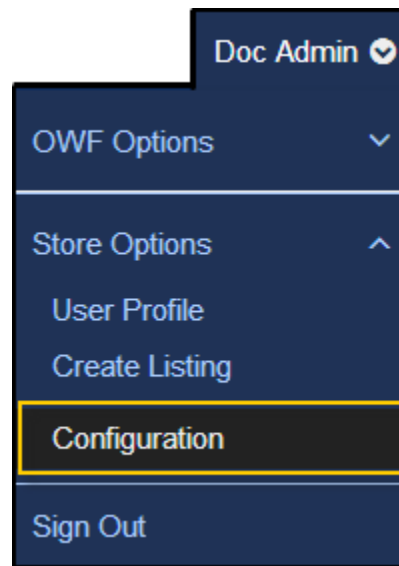 Doc Admin
OWF Options
Store Options
User Profile
Create Listing
Configuration
Sign Out